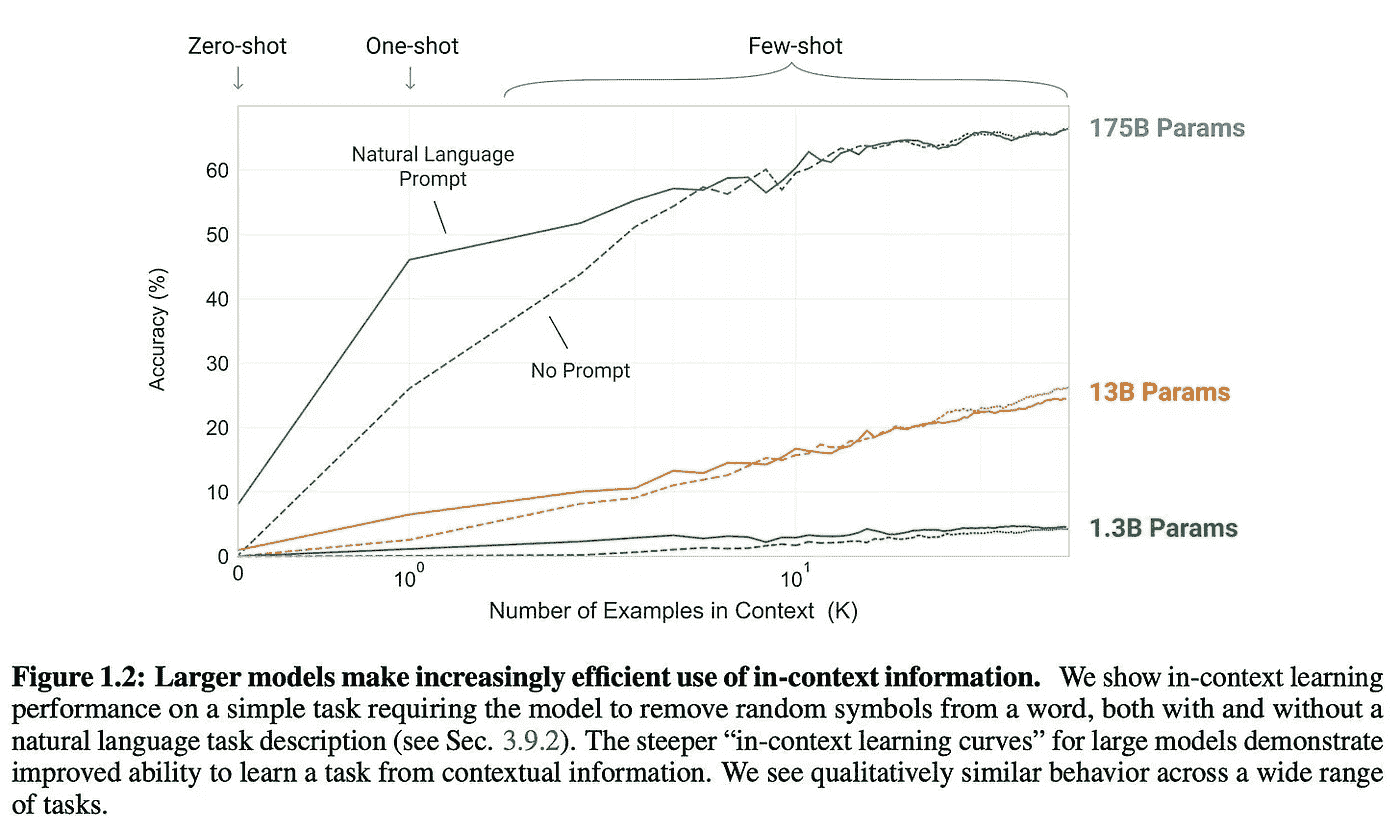 Zero-shot
One-shot
Few-shot
175B Params
Natural Language
Prompt
60
50
No Prompt
40
Accuracy (%)
30
13B Params
20
10
1.3B Params
0
0
10⁰
10¹
Number of Examples in Context (K)
Figure 1.2: Larger models make increasingly efficient use of in-context information. We show in-context learning
performance on a simple task requiring the model to remove random symbols from a word, both with and without a
natural language task description (see Sec. 3.9.2). The steeper “in-context learning curves” for large models demonstrate
improved ability to learn a task from contextual information. We see qualitatively similar behavior across a wide range
of tasks.